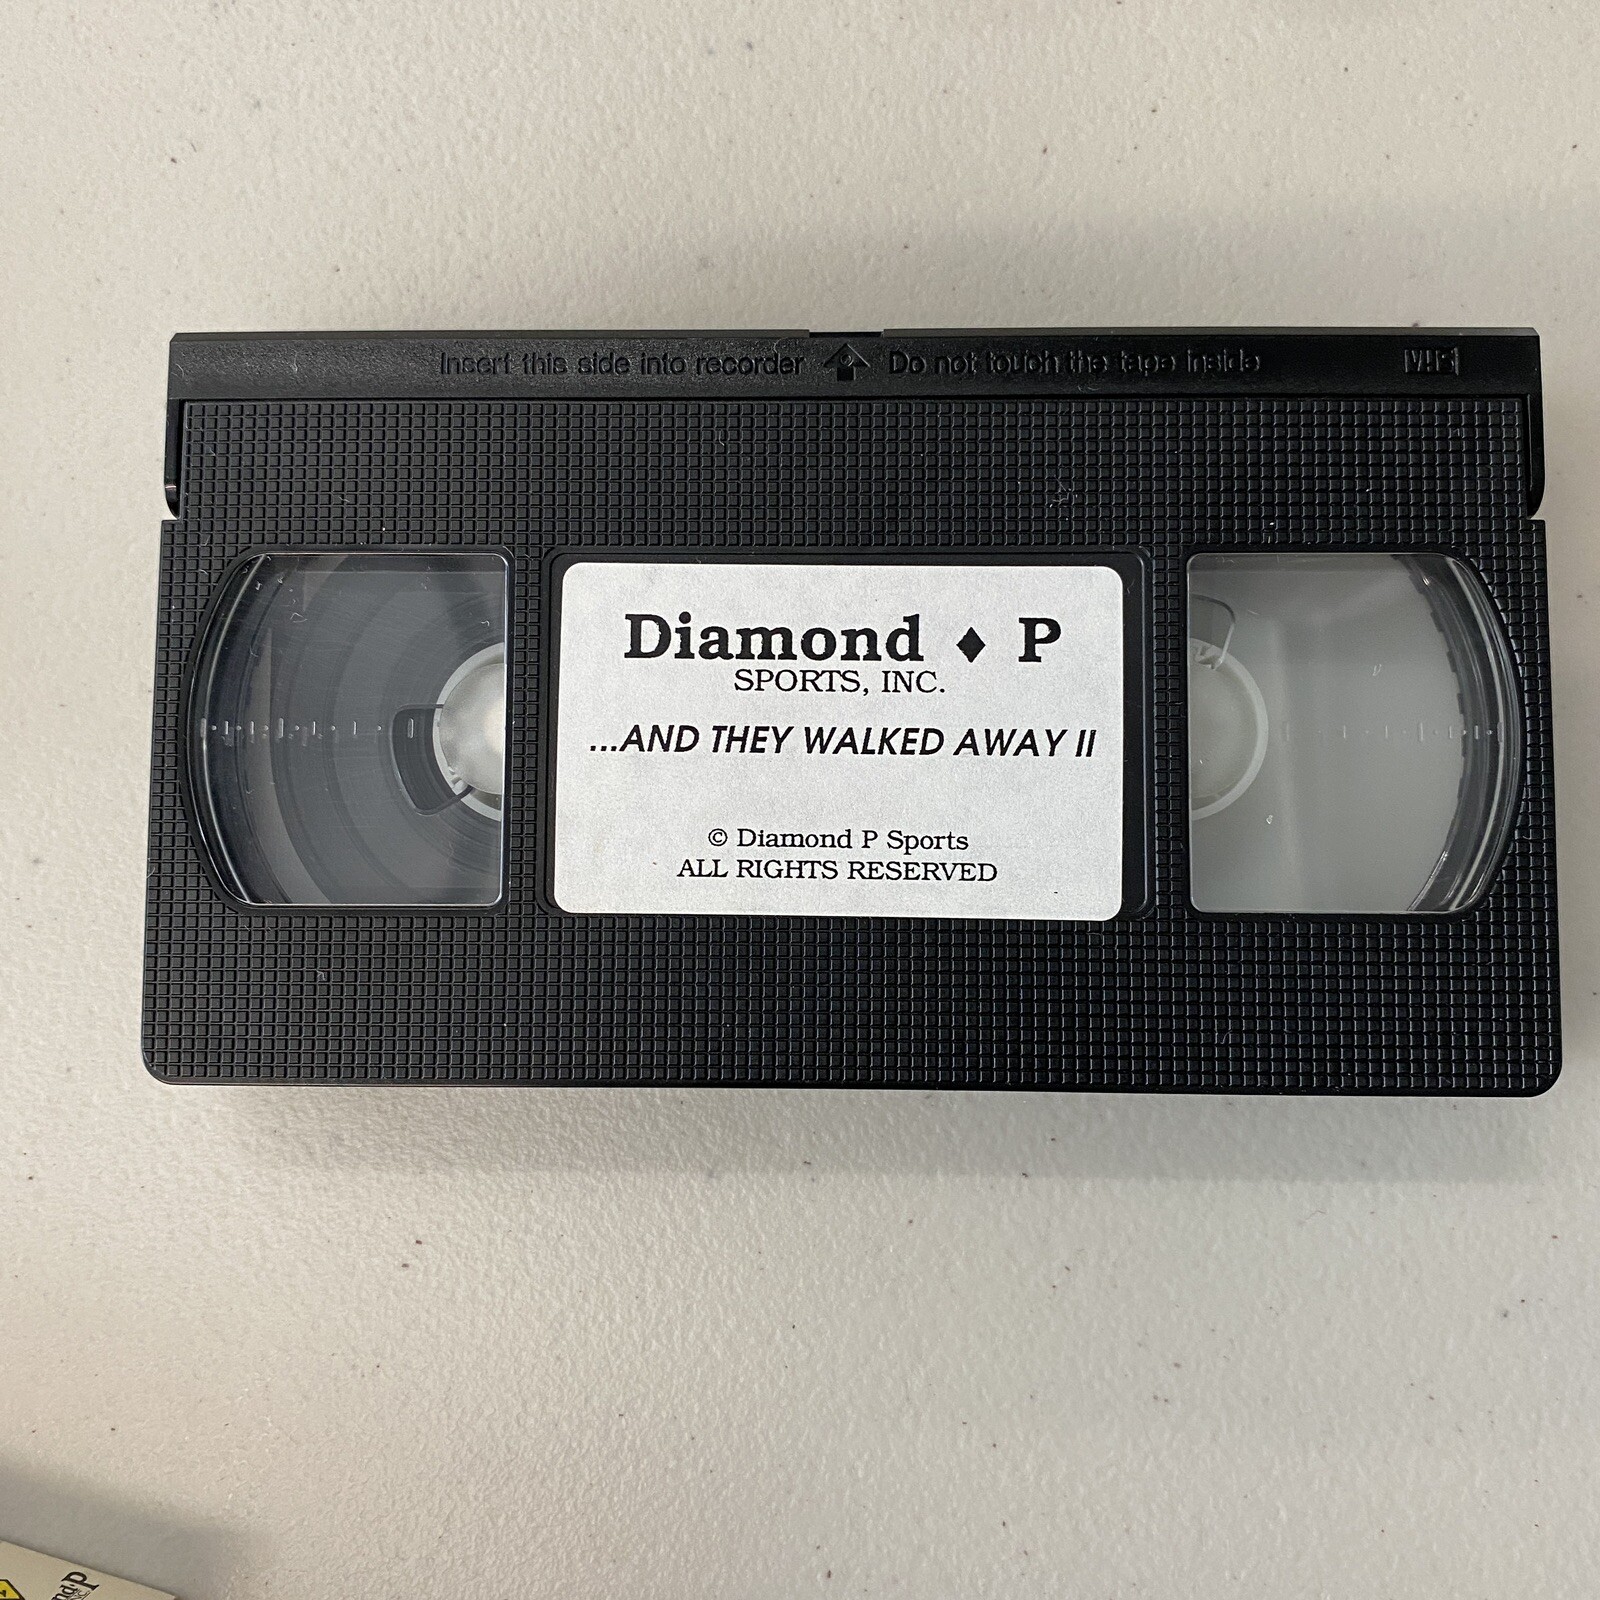 Insert this side into recorder Do not touch the tape inside VHS
Diamond ♦ P
SPORTS, INC.
...AND THEY WALKED AWAY II
© Diamond P Sports
ALL RIGHTS RESERVED